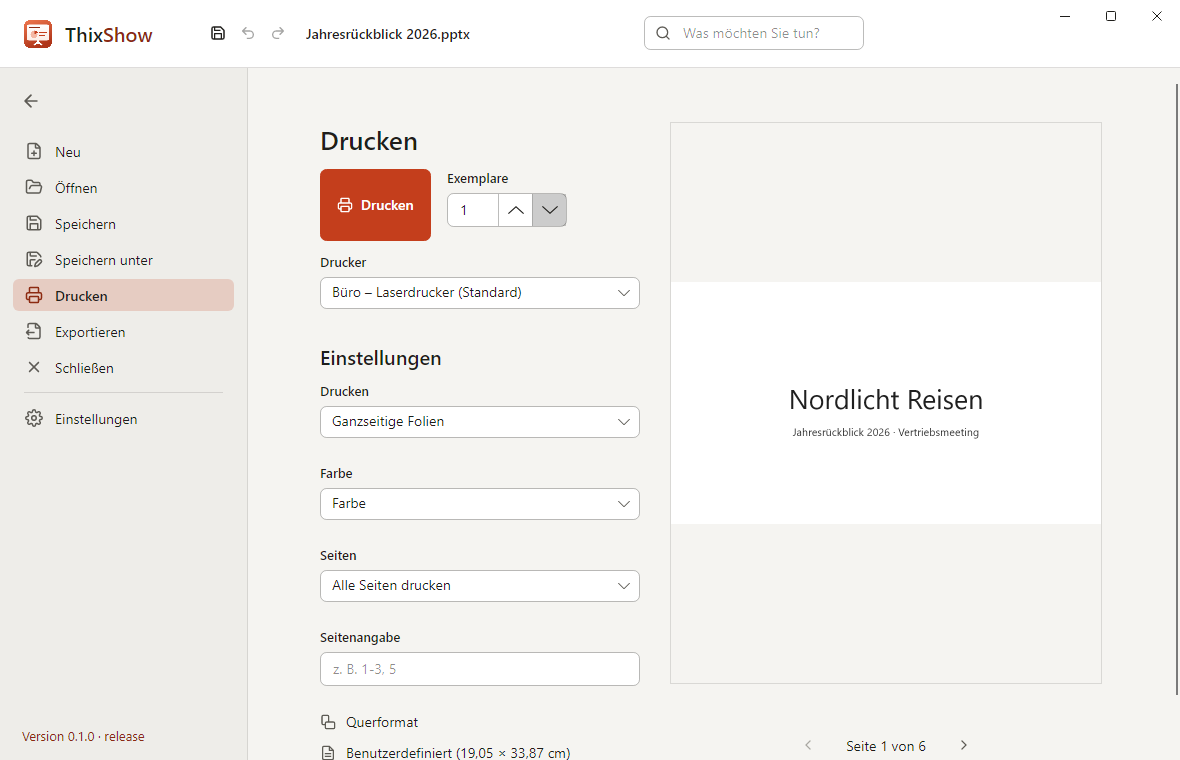 ThixShow
Jahresrückblick 2026.pptx
Was möchten Sie tun?
Neu
Öffnen
Speichern
Speichern unter
Drucken
Exportieren
Schließen
Einstellungen
Version 0.1.0 · release
Drucken
Drucken
Exemplare
1
Drucker
Büro – Laserdrucker (Standard)
Einstellungen
Drucken
Ganzseitige Folien
Farbe
Farbe
Seiten
Alle Seiten drucken
Seitenangabe
z. B. 1-3, 5
Querformat
Benutzerdefiniert (19,05 × 33,87 cm)
Nordlicht Reisen
Jahresrückblick 2026 · Vertriebsmeeting
Seite 1 von 6